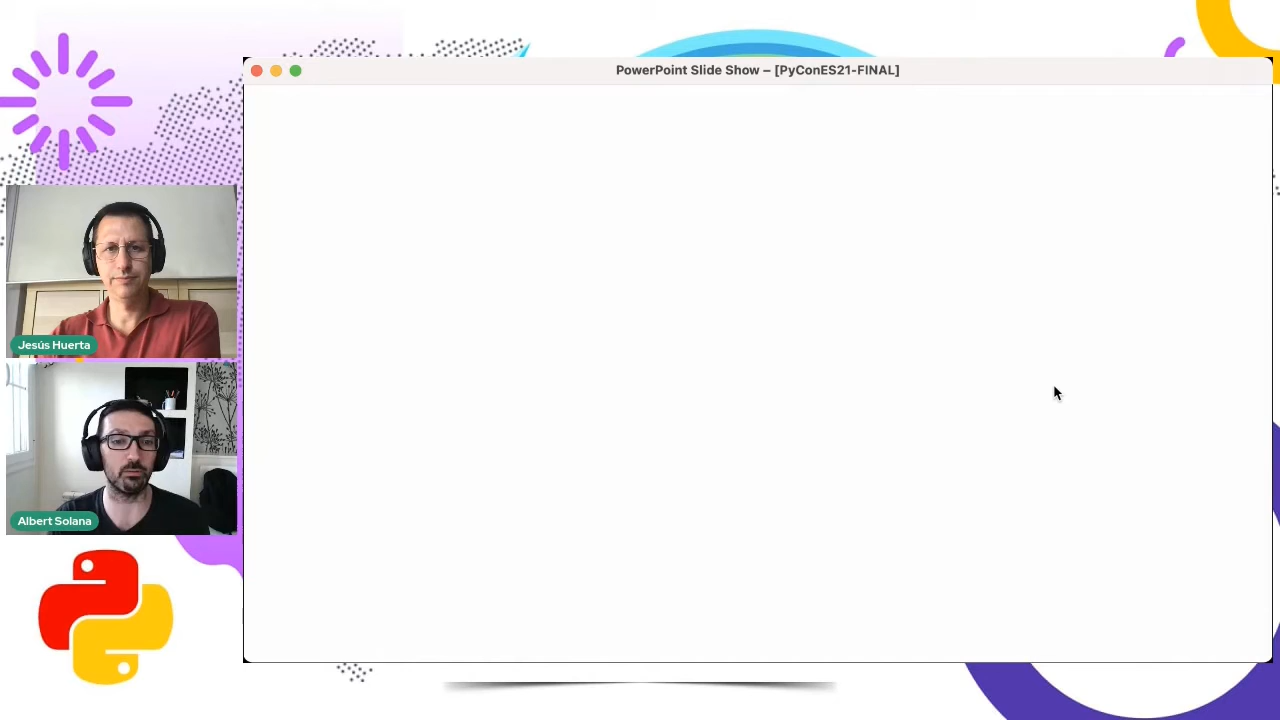 PowerPoint Slide Show – [PyConES21-FINAL]
Jesús Huerta
Albert Solana